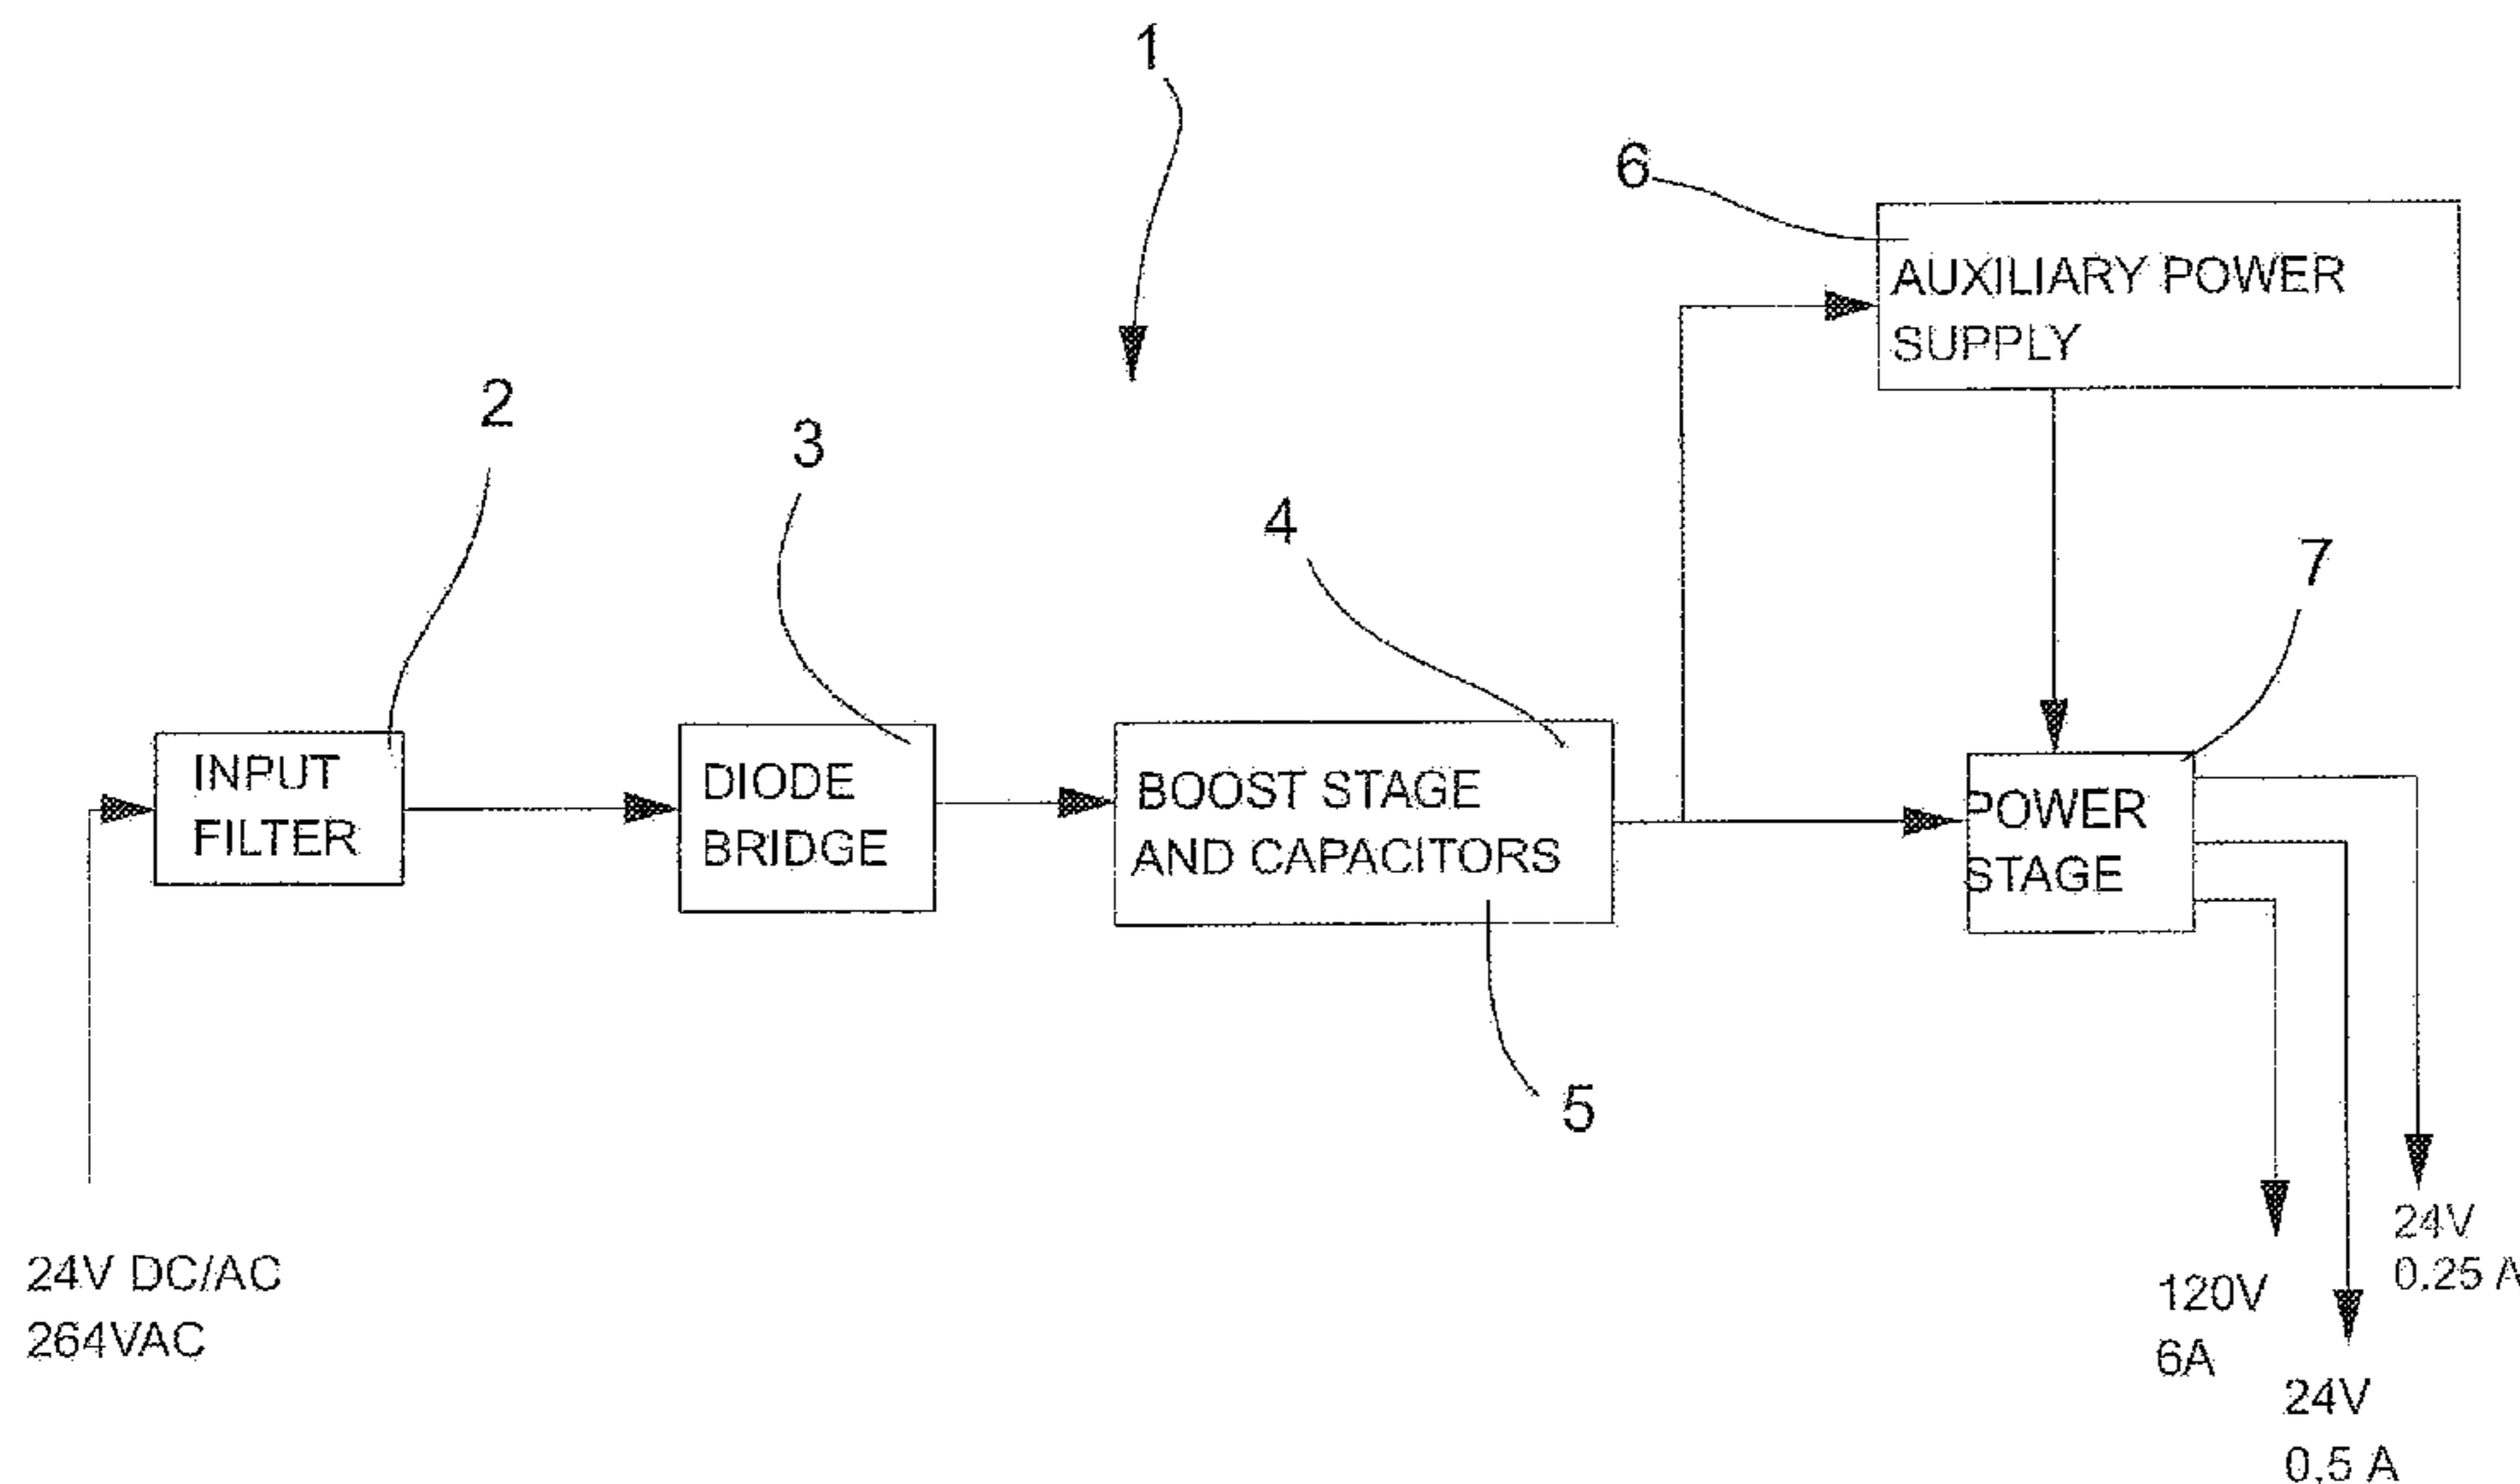 1
6
AUXILIARY POWER
SUPPLY
2
3
4
7
INPUT
FILTER
DIODE
BRIDGE
BOOST STAGE
AND CAPACITORS
POWER
STAGE
5
24V DC/AC
264VAC
120V
6A
24V
0.5 A
24V
0.25 A